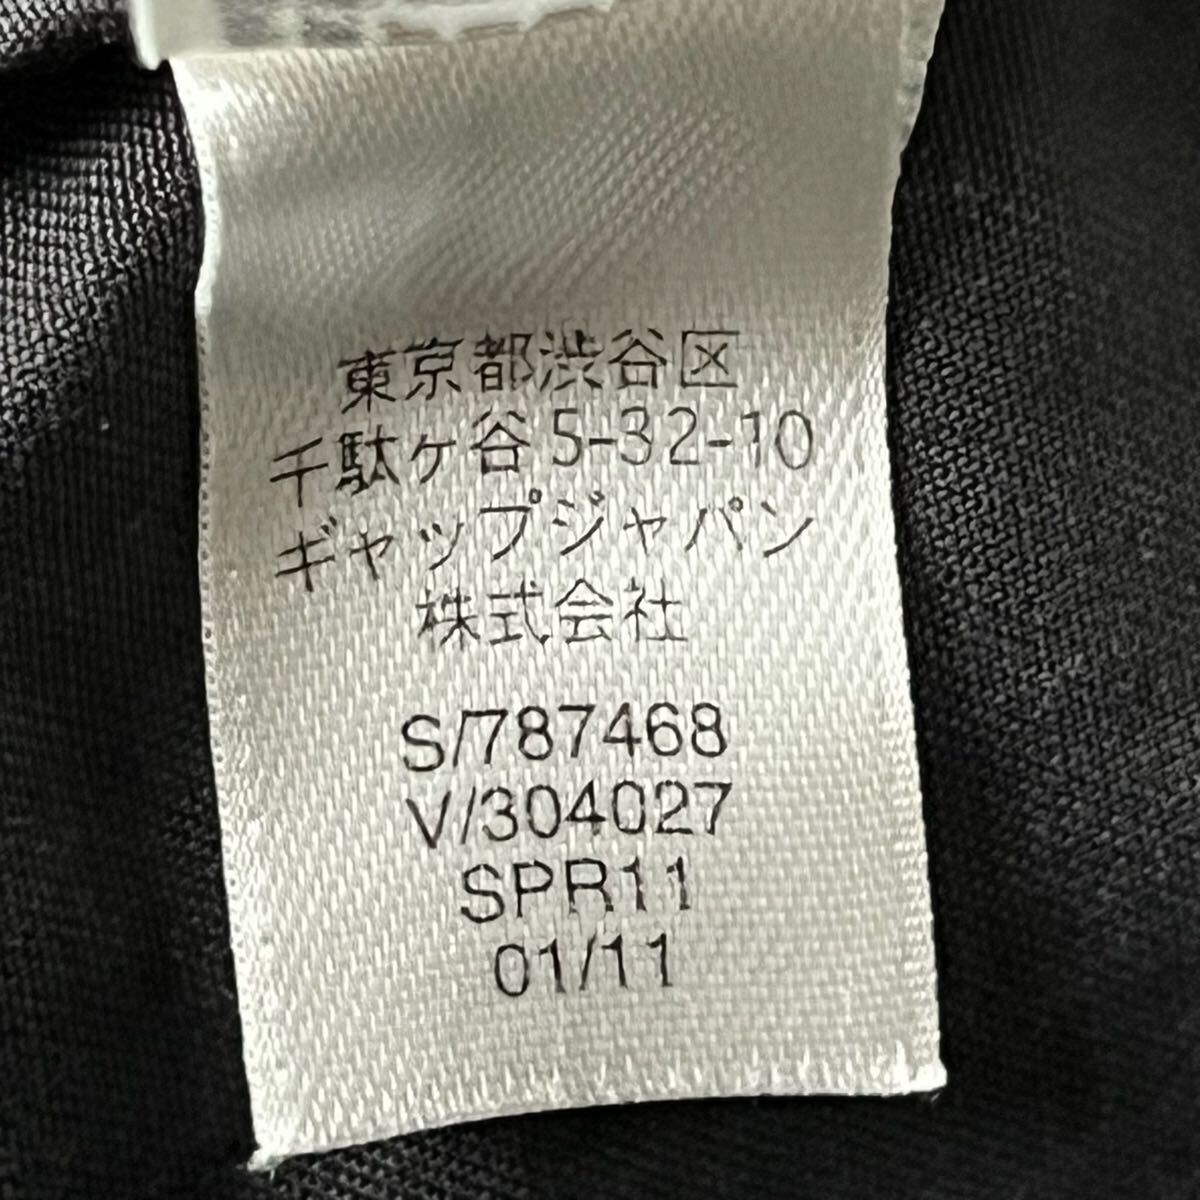 東京都渋谷区
千駄ヶ谷5-32-10
ギャップジャパン
株式会社
S/787468
V/304027
SPR11
01/11